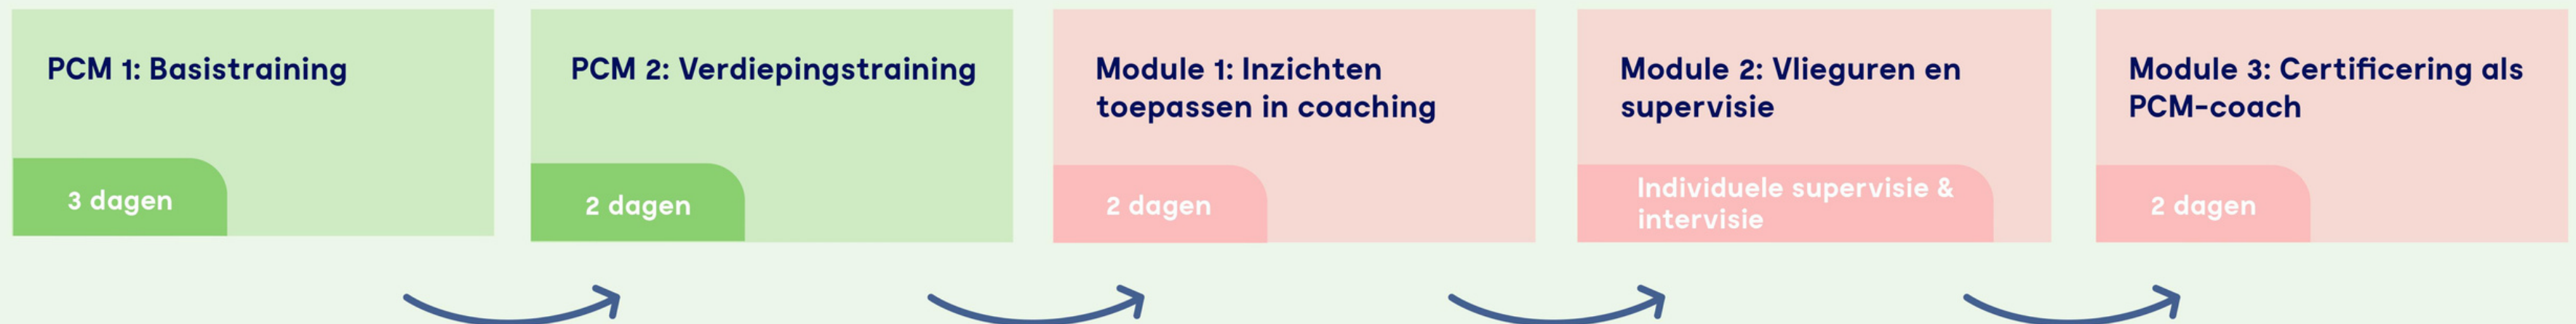 PCM 1: Basistraining
3 dagen
PCM 2: Verdiepingstraining
2 dagen
Module 1: Inzichten
toepassen in coaching
2 dagen
Module 2: Vlieguren en
supervisie
Individuele supervisie &
intervisie
Module 3: Certificering als
PCM-coach
2 dagen